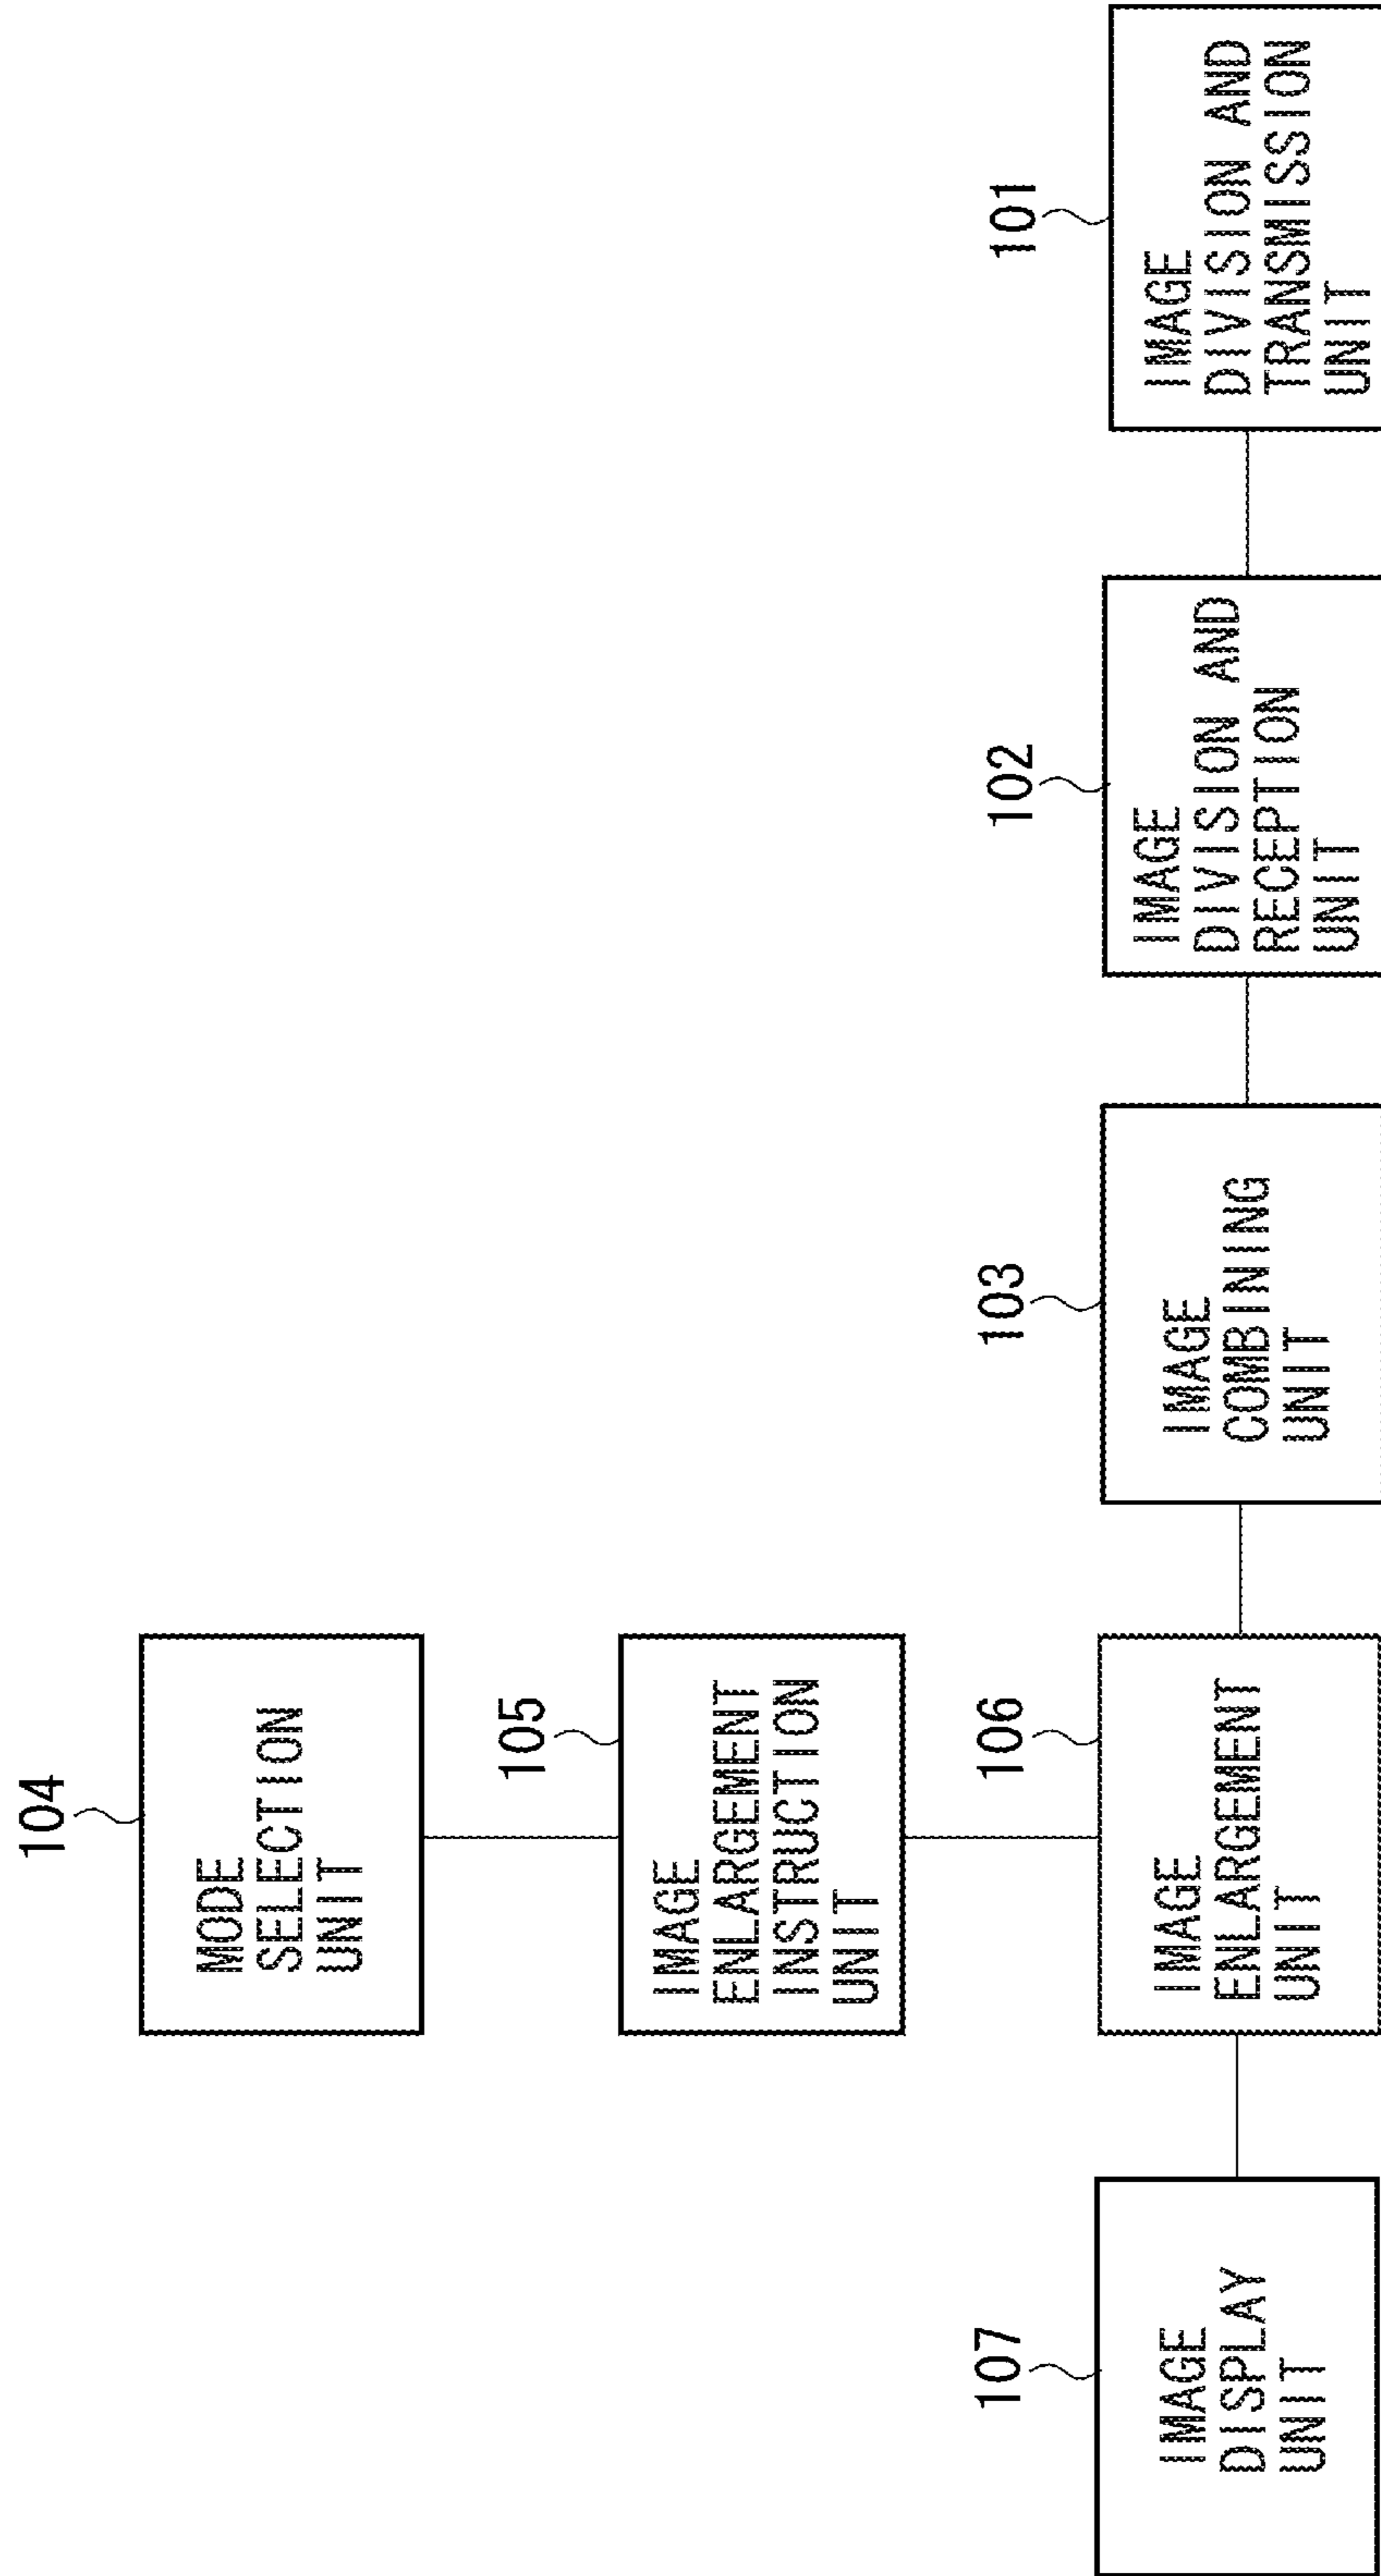 104
MODE
SELECTION
UNIT
105
IMAGE
ENLARGEMENT
INSTRUCTION
UNIT
107
IMAGE
DISPLAY
UNIT
106
IMAGE
ENLARGEMENT
UNIT
103
IMAGE
COMBINING
UNIT
102
IMAGE
DIVISION AND
RECEPTION
UNIT
101
IMAGE
DIVISION AND
TRANSMISSION
UNIT